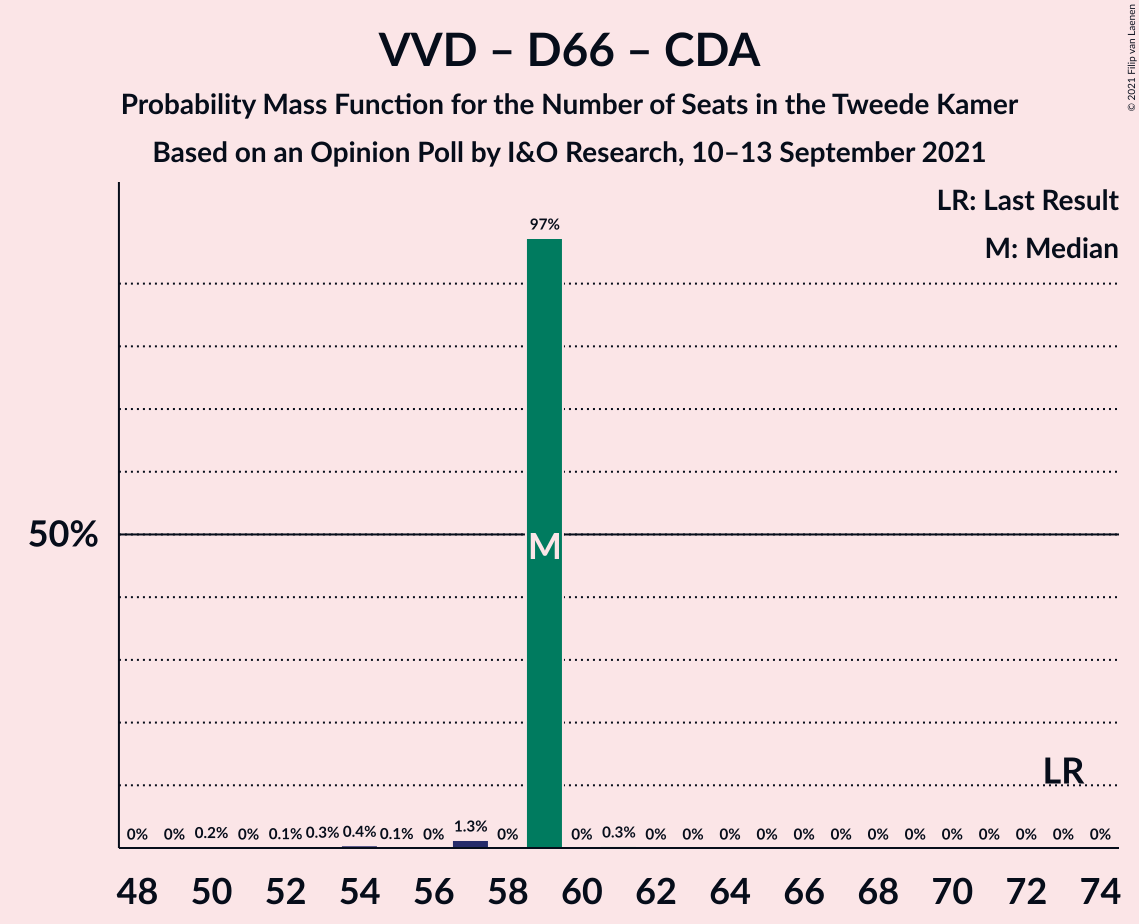 VVD – D66 – CDA
Probability Mass Function for the Number of Seats in the Tweede Kamer
Based on an Opinion Poll by I&O Research, 10–13 September 2021
© 2021 Filip van Laenen
LR: Last Result
M: Median
97%
50%
M
LR
0% 0% 0.2% 0% 0.1% 0.3% 0.4% 0.1% 0% 1.3% 0% 0% 0.3% 0% 0% 0% 0% 0% 0% 0% 0% 0% 0% 0% 0% 0%
48 50 52 54 56 58 60 62 64 66 68 70 72 74